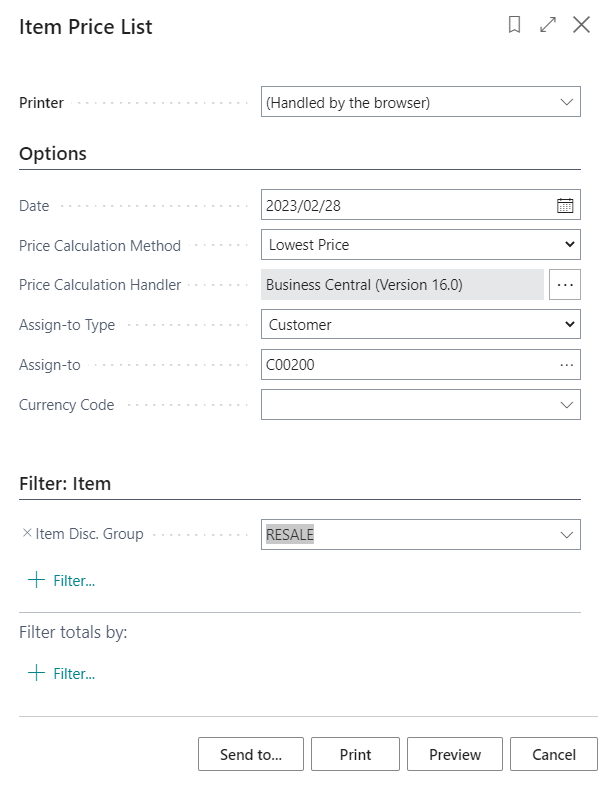 Item Price List
Printer (Handled by the browser)
Options
Date 2023/02/28
Price Calculation Method Lowest Price
Price Calculation Handler Business Central (Version 16.0) ...
Assign-to Type Customer
Assign-to C00200 ...
Currency Code
Filter: Item
× Item Disc. Group RESALE
+ Filter...
Filter totals by:
+ Filter...
Send to... Print Preview Cancel